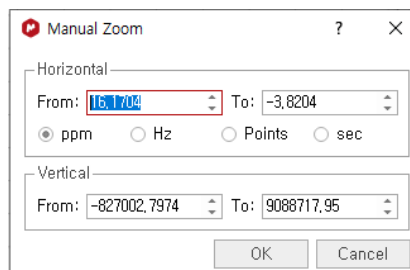 Manual Zoom ? ×
Horizontal
From: 16,1704 To: -3,8204
ppm Hz Points sec
Vertical
From: -827002,7974 To: 9088717,95
OK Cancel